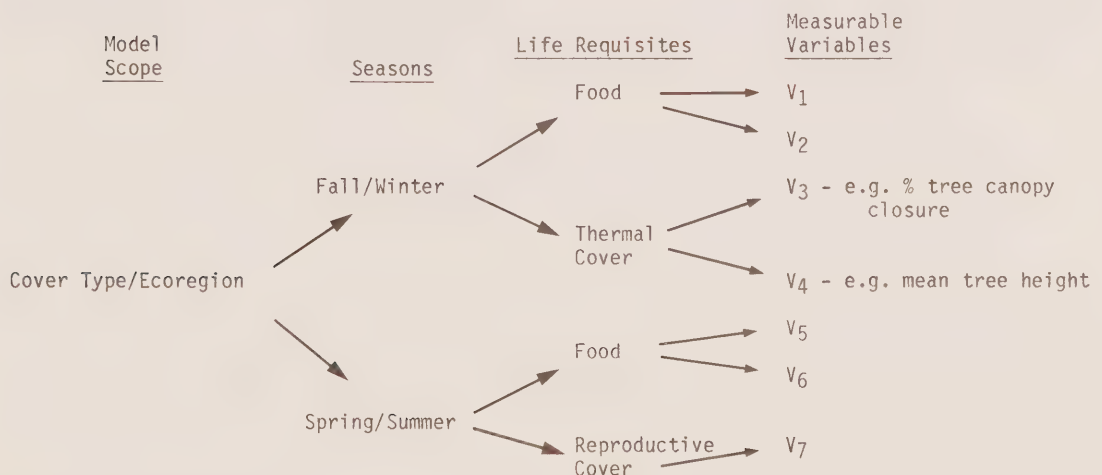 Model
Scope
Seasons
Life Requisites
Measurable
Variables
Food
V1
V2
Fall/Winter
V3 - e.g. % tree canopy
closure
Thermal
Cover
Cover Type/Ecoregion
V4 - e.g. mean tree height
V5
Food
V6
Spring/Summer
Reproductive
Cover
V7